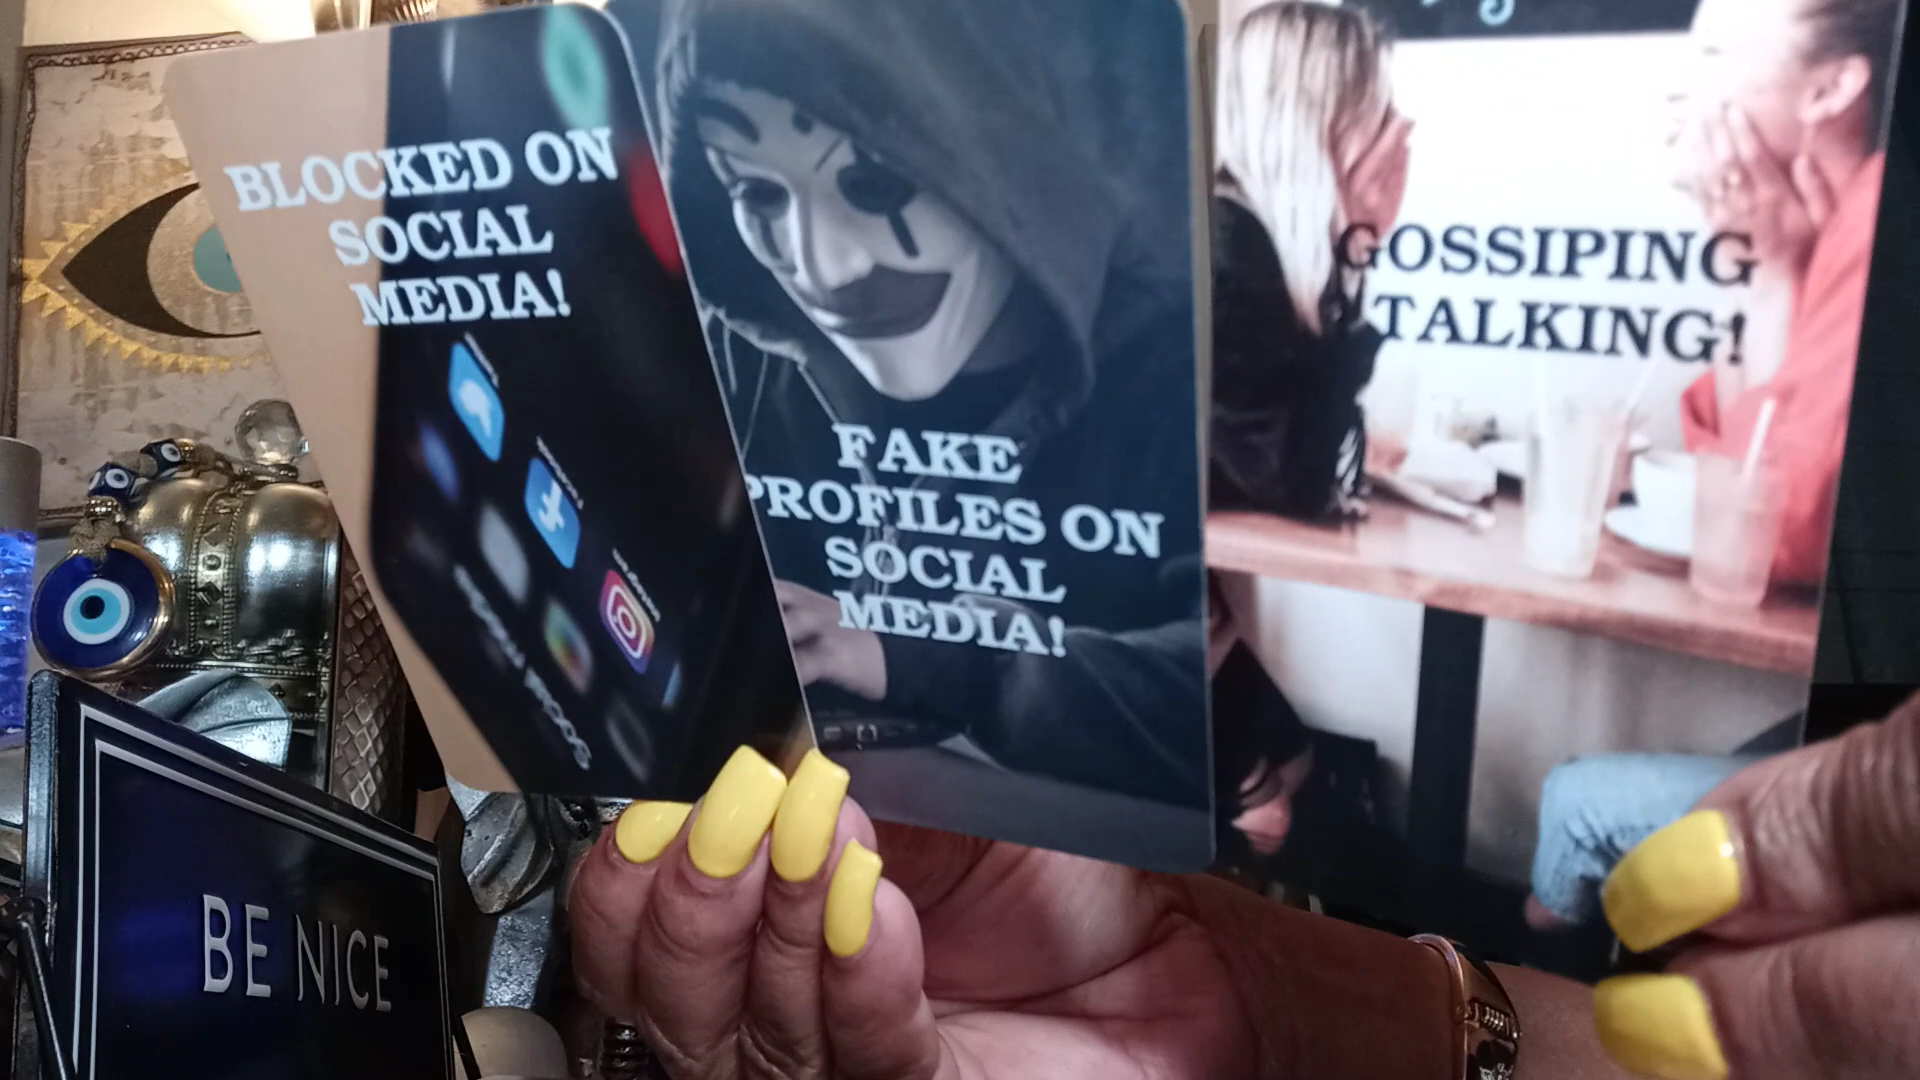 BLOCKED ON
SOCIAL
MEDIA!
FAKE
PROFILES ON
SOCIAL
MEDIA!
GOSSIPING
TALKING!
BE NICE